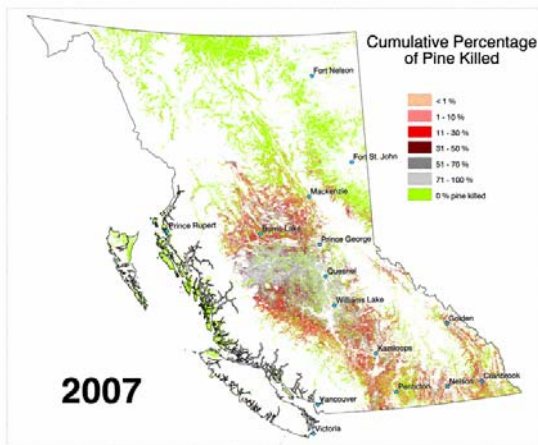 Cumulative Percentage
of Pine Killed
< 1 %
1 - 10 %
11 - 30 %
31 - 50 %
51 - 70 %
71 - 100 %
0 % pine killed
Fort Nelson
Fort St. John
Mackenzie
Prince Rupert
Burns Lake
Prince George
Quesnel
Williams Lake
Golden
Kamloops
Penticton
Nelson
Cranbrook
Vancouver
Victoria
2007